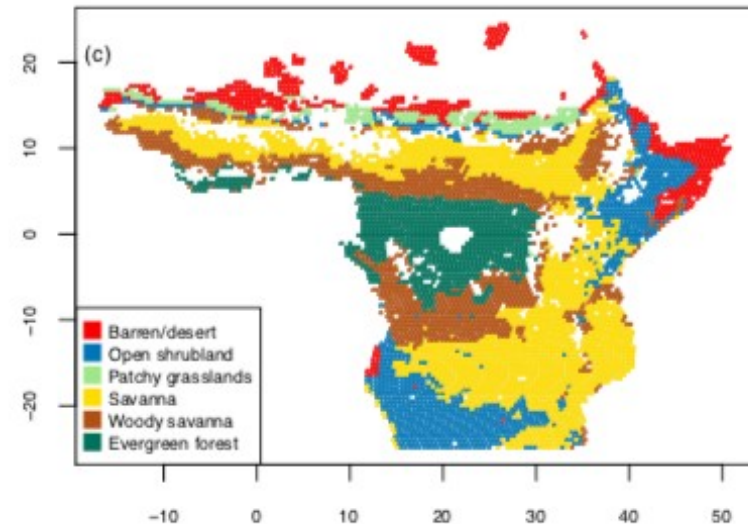 (c)
20
10
0
−10
−20
Barren/desert
Open shrubland
Patchy grasslands
Savanna
Woody savanna
Evergreen forest
−10 0 10 20 30 40 50